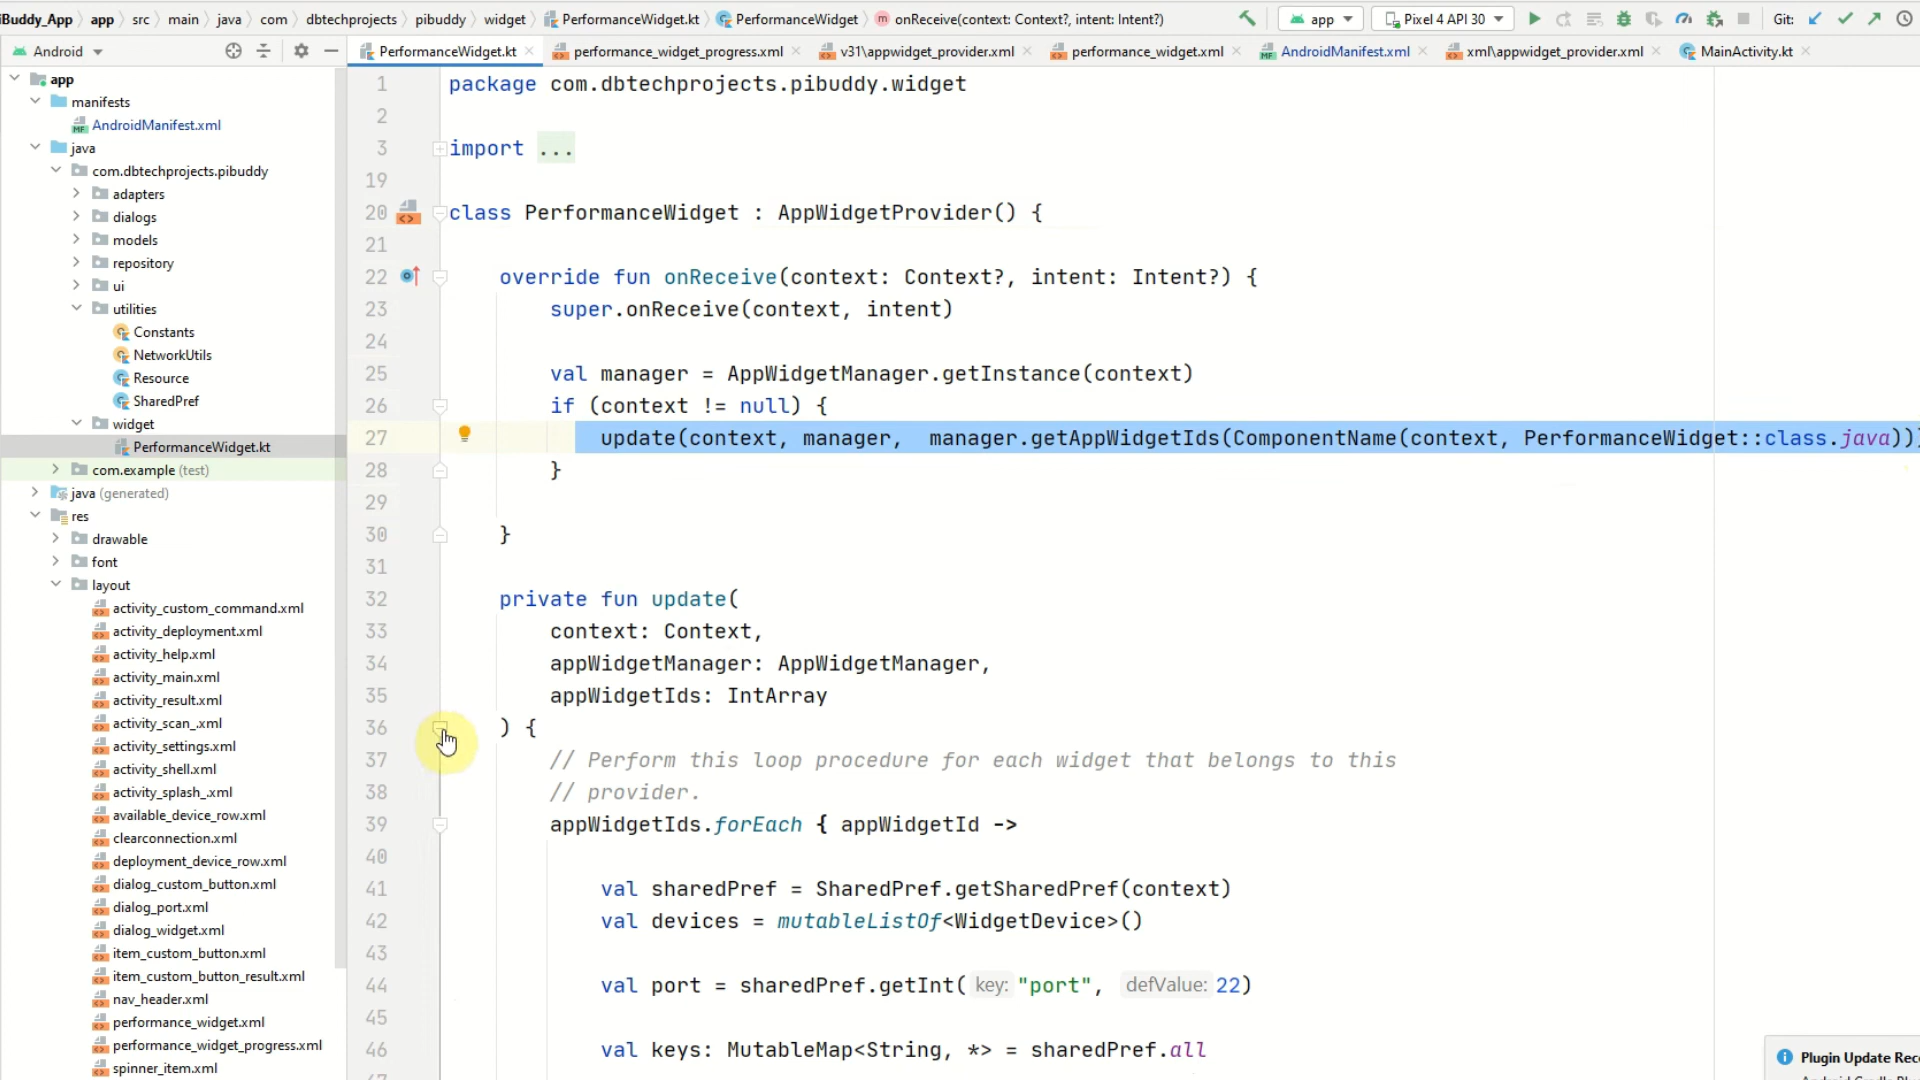 iBuddy_App app src main java com dbtechprojects pibuddy widget PerformanceWidget.kt PerformanceWidget onReceive(context: Context?, intent: Intent?) app Pixel 4 API 30 Git:
Android PerformanceWidget.kt performance_widget_progress.xml v31\appwidget_provider.xml performance_widget.xml AndroidManifest.xml xml\appwidget_provider.xml MainActivity.kt
app
manifests
AndroidManifest.xml
java
com.dbtechprojects.pibuddy
adapters
dialogs
models
repository
ui
utilities
Constants
NetworkUtils
Resource
SharedPref
widget
PerformanceWidget.kt
com.example (test)
java (generated)
res
drawable
font
layout
activity_custom_command.xml
activity_deployment.xml
activity_help.xml
activity_main.xml
activity_result.xml
activity_scan_.xml
activity_settings.xml
activity_shell.xml
activity_splash_.xml
available_device_row.xml
clearconnection.xml
deployment_device_row.xml
dialog_custom_button.xml
dialog_port.xml
dialog_widget.xml
item_custom_button.xml
item_custom_button_result.xml
nav_header.xml
performance_widget.xml
performance_widget_progress.xml
spinner_item.xml
1 package com.dbtechprojects.pibuddy.widget
2
3 import ...
19
20 class PerformanceWidget : AppWidgetProvider() {
21
22 override fun onReceive(context: Context?, intent: Intent?) {
23 super.onReceive(context, intent)
24
25 val manager = AppWidgetManager.getInstance(context)
26 if (context != null) {
27 update(context, manager, manager.getAppWidgetIds(ComponentName(context, PerformanceWidget::class.java)))
28 }
29
30 }
31
32 private fun update(
33 context: Context,
34 appWidgetManager: AppWidgetManager,
35 appWidgetIds: IntArray
36 ) {
37 // Perform this loop procedure for each widget that belongs to this
38 // provider.
39 appWidgetIds.forEach { appWidgetId ->
40
41 val sharedPref = SharedPref.getSharedPref(context)
42 val devices = mutableListOf<WidgetDevice>()
43
44 val port = sharedPref.getInt( key: "port", defValue: 22)
45
46 val keys: MutableMap<String, *> = sharedPref.all
Plugin Update Rec